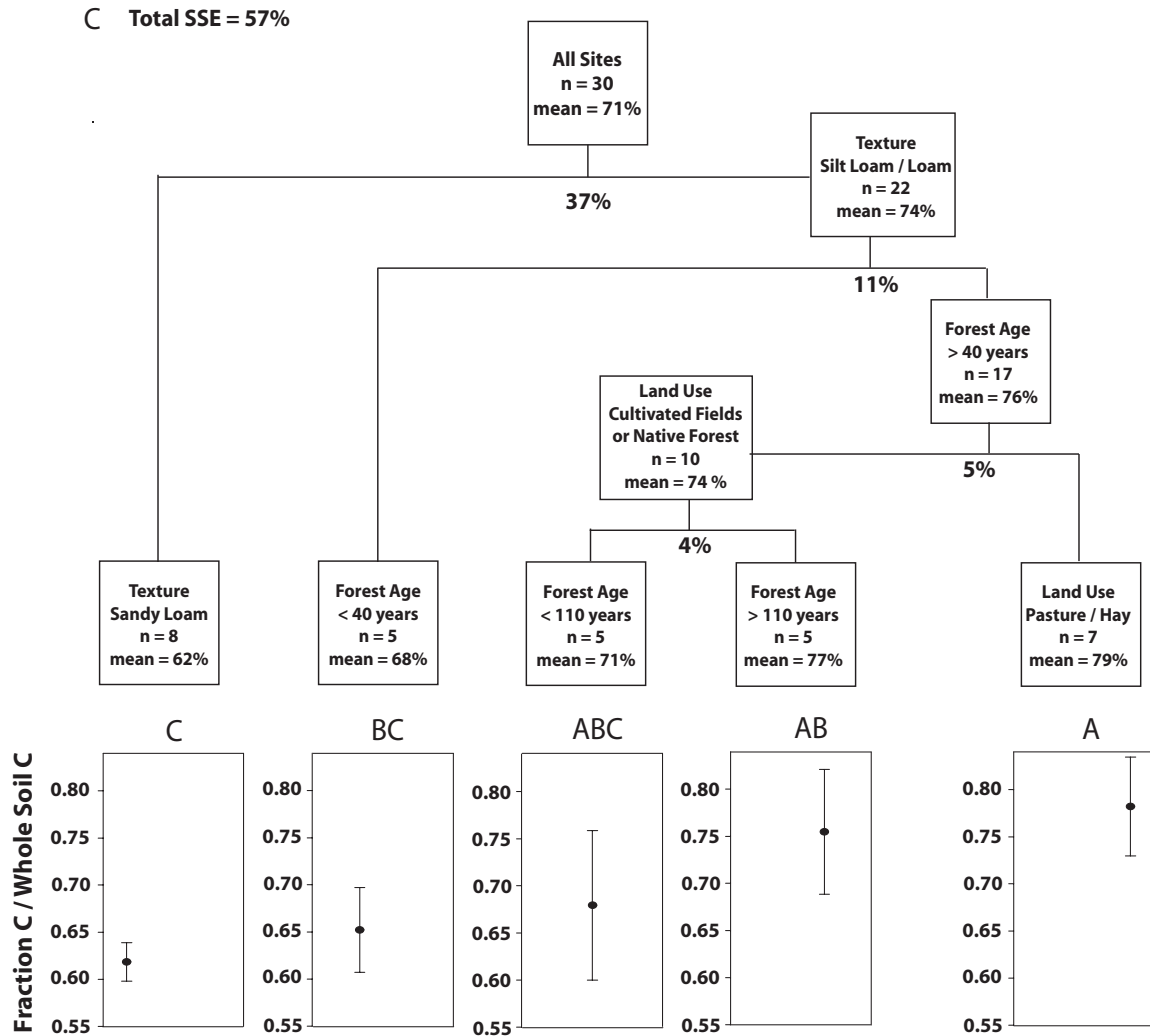 C Total SSE = 57%
All Sites
n = 30
mean = 71%
Texture
Silt Loam / Loam
n = 22
mean = 74%
37%
11%
Forest Age
> 40 years
n = 17
mean = 76%
Land Use
Cultivated Fields
or Native Forest
n = 10
mean = 74 %
5%
4%
Texture
Sandy Loam
n = 8
mean = 62%
Forest Age
< 40 years
n = 5
mean = 68%
Forest Age
< 110 years
n = 5
mean = 71%
Forest Age
> 110 years
n = 5
mean = 77%
Land Use
Pasture / Hay
n = 7
mean = 79%
Fraction C / Whole Soil C
C
0.80
0.75
0.70
0.65
0.60
0.55
BC
0.80
0.75
0.70
0.65
0.60
0.55
ABC
0.80
0.75
0.70
0.65
0.60
0.55
AB
0.80
0.75
0.70
0.65
0.60
0.55
A
0.80
0.75
0.70
0.65
0.60
0.55